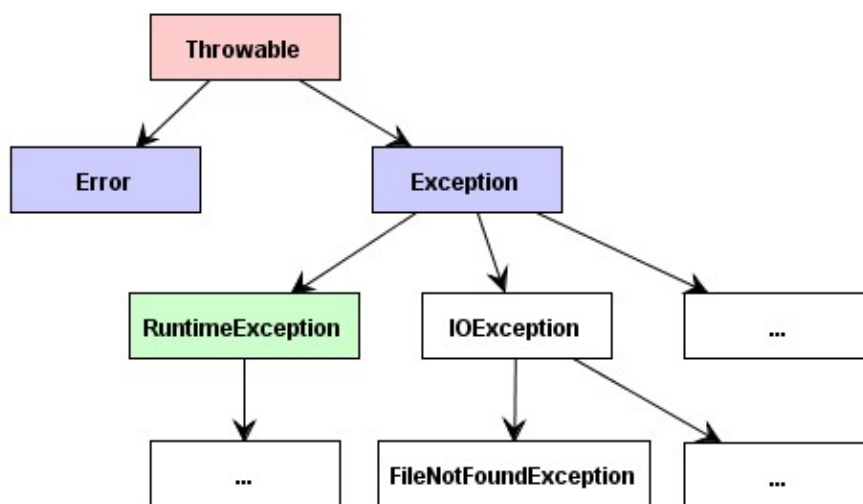 Throwable
Error
Exception
RuntimeException
IOException
...
...
FileNotFoundException
...